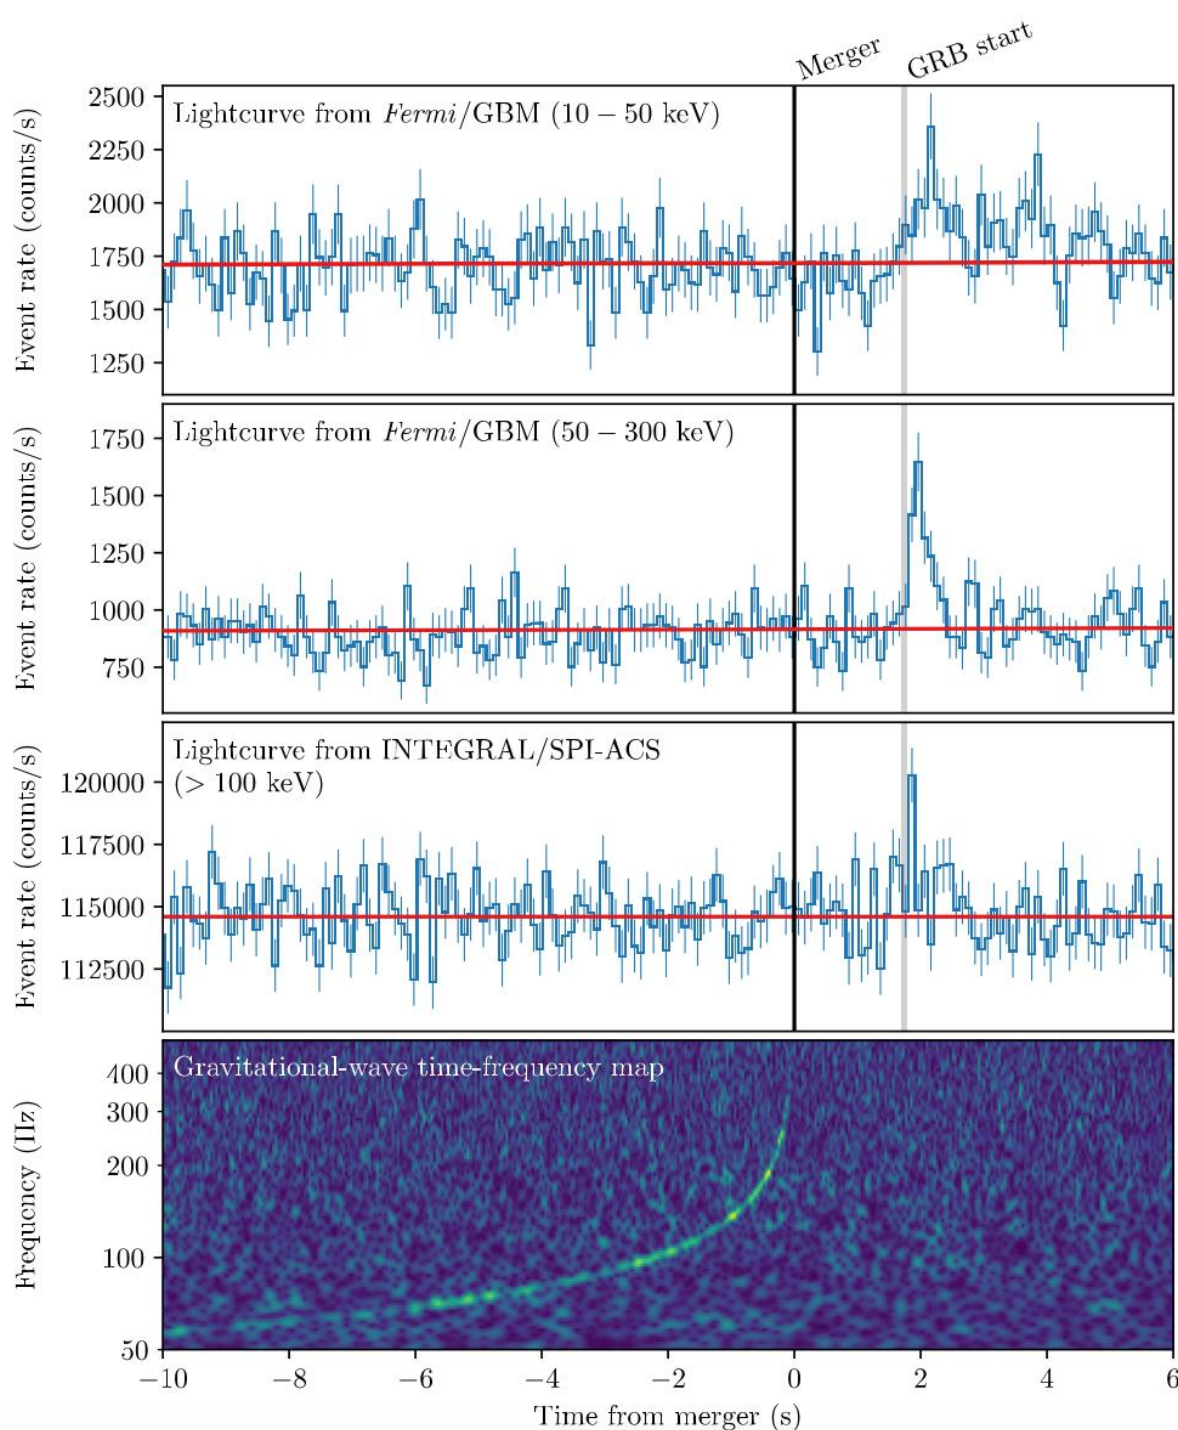 Merger
GRB start
Lightcurve from Fermi/GBM (10 – 50 keV)
Event rate (counts/s)
2500
2250
2000
1750
1500
1250
Lightcurve from Fermi/GBM (50 – 300 keV)
Event rate (counts/s)
1750
1500
1250
1000
750
Lightcurve from INTEGRAL/SPI-ACS
(> 100 keV)
Event rate (counts/s)
120000
117500
115000
112500
Gravitational-wave time-frequency map
Frequency (Hz)
400
300
200
100
50
−10 −8 −6 −4 −2 0 2 4 6
Time from merger (s)